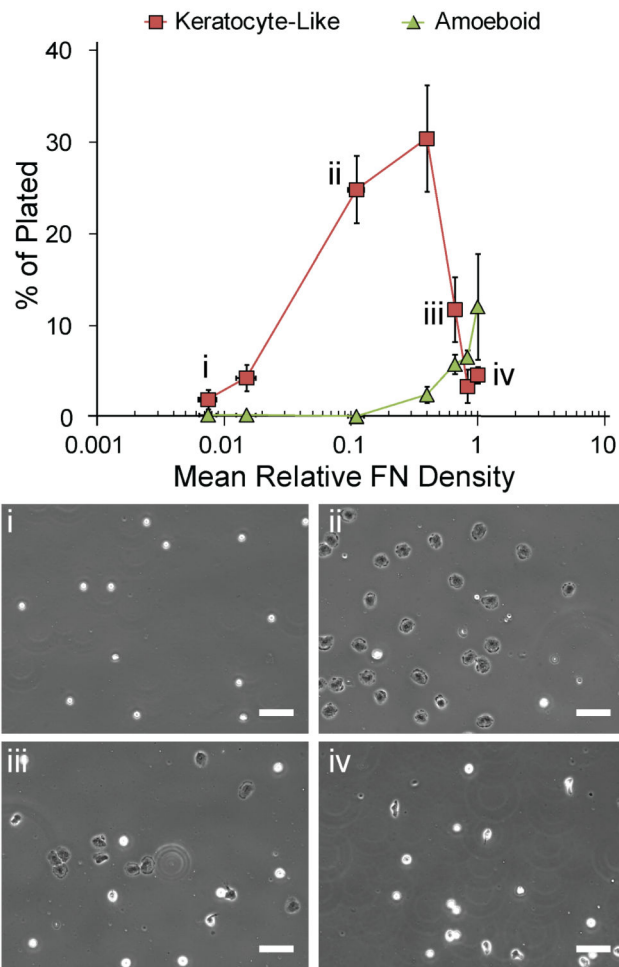 Keratocyte-Like Amoeboid
40
30
20
10
0
% of Plated
i
ii
iii
iv
0.001 0.01 0.1 1 10
Mean Relative FN Density
i
ii
iii
iv